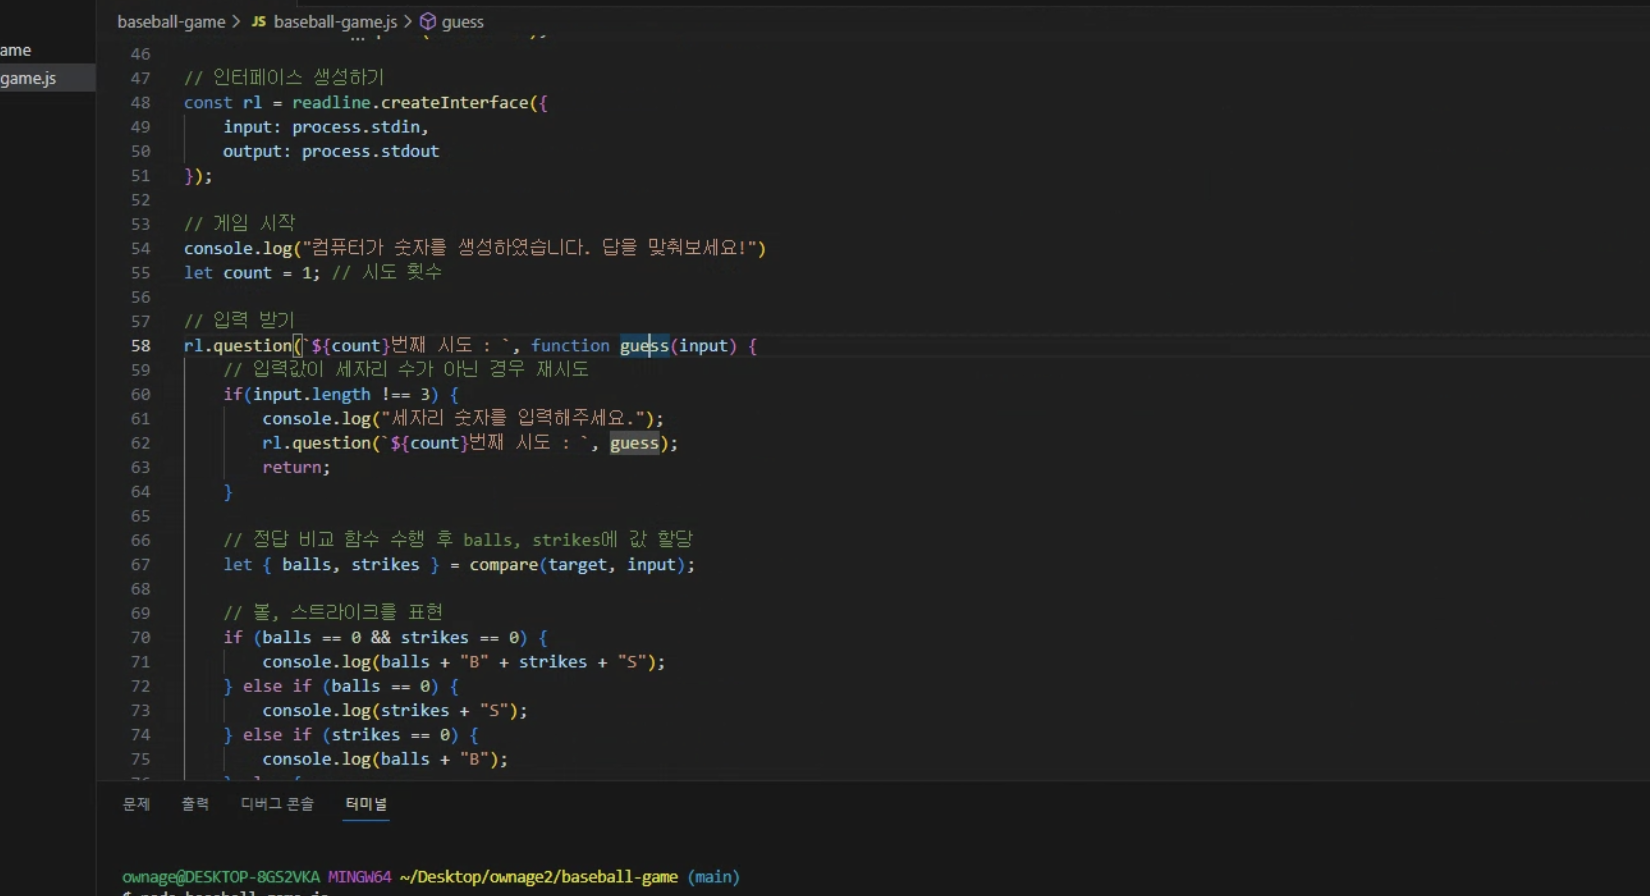 baseball-game > JS baseball-game.js > guess
ame
game.js
46
47 // 인터페이스 생성하기
48 const rl = readline.createInterface({
49 input: process.stdin,
50 output: process.stdout
51 });
52
53 // 게임 시작
54 console.log("컴퓨터가 숫자를 생성하였습니다. 답을 맞춰보세요!")
55 let count = 1; // 시도 횟수
56
57 // 입력 받기
58 rl.question(`${count}번째 시도 : `, function guess(input) {
59 // 입력값이 세자리 수가 아닌 경우 재시도
60 if(input.length !== 3) {
61 console.log("세자리 숫자를 입력해주세요.");
62 rl.question(`${count}번째 시도 : `, guess);
63 return;
64 }
65
66 // 정답 비교 함수 수행 후 balls, strikes에 값 할당
67 let { balls, strikes } = compare(target, input);
68
69 // 볼, 스트라이크를 표현
70 if (balls == 0 && strikes == 0) {
71 console.log(balls + "B" + strikes + "S");
72 } else if (balls == 0) {
73 console.log(strikes + "S");
74 } else if (strikes == 0) {
75 console.log(balls + "B");
문제 출력 디버그 콘솔 터미널
ownage@DESKTOP-8GS2VKA MINGW64 ~/Desktop/ownage2/baseball-game (main)
$ node baseball-game.js